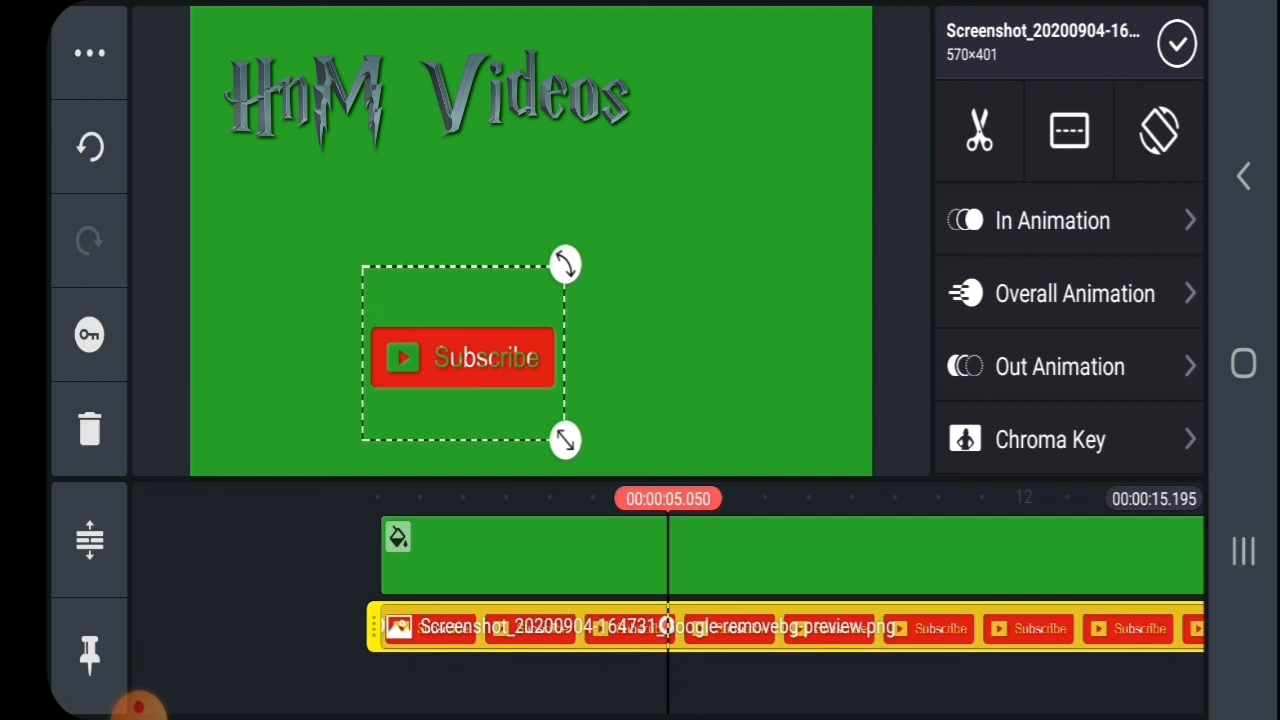 HnM Videos
Subscribe
Screenshot_20200904-16...
570×401
In Animation
Overall Animation
Out Animation
Chroma Key
00:00:05.050
12
00:00:15.195
Screenshot_20200904-164731_Google-removebg-preview.png
Subscribe
Subscribe
Subscribe